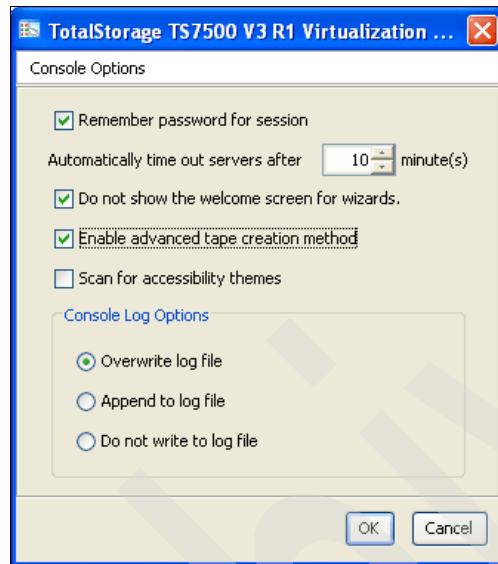 TotalStorage TS7500 V3 R1 Virtualization ...
Console Options
Remember password for session
Automatically time out servers after 10 minute(s)
Do not show the welcome screen for wizards.
Enable advanced tape creation method
Scan for accessibility themes
Console Log Options
Overwrite log file
Append to log file
Do not write to log file
OK Cancel